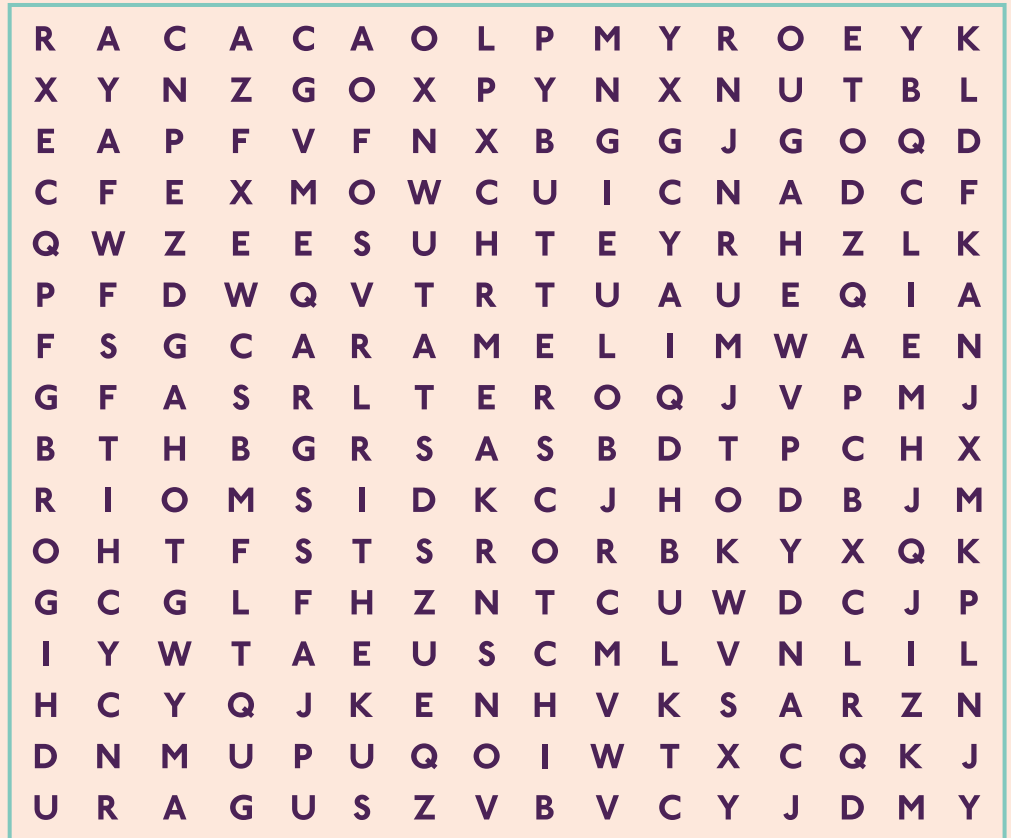 R A C A C A O L P M Y R O E Y K
X Y N Z G O X P Y N X N U T B L
E A P F V F N X B G G J G O Q D
C F E X M O W C U I C N A D C F
Q W Z E E S U H T E Y R H Z L K
P F D W Q V T R T U A U E Q I A
F S G C A R A M E L I M W A E N
G F A S R L T E R O Q J V P M J
B T H B G R S A S B D T P C H X
R I O M S I D K C J H O D B J M
O H T F S T S R O R B K Y X Q K
G C G L F H Z N T C U W D C J P
I Y W T A E U S C M L V N L I L
H C Y Q J K E N H V K S A R Z N
D N M U P U Q O I W T X C Q K J
U R A G U S Z V B V C Y J D M Y